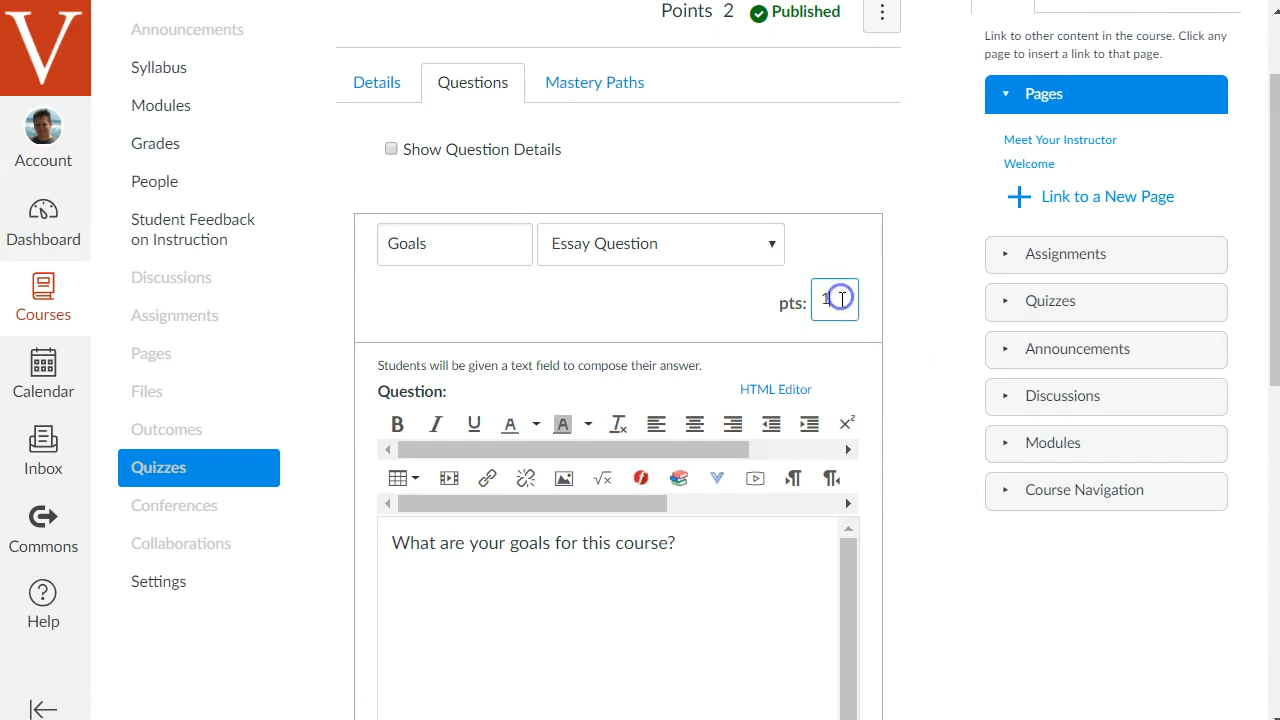 V
Account
Dashboard
Courses
Calendar
Inbox
Commons
Help
Announcements
Syllabus
Modules
Grades
People
Student Feedback
on Instruction
Discussions
Assignments
Pages
Files
Outcomes
Quizzes
Conferences
Collaborations
Settings
Points 2 Published
Details Questions Mastery Paths
Show Question Details
Goals Essay Question
pts: 1
Students will be given a text field to compose their answer.
Question: HTML Editor
What are your goals for this course?
Link to other content in the course. Click any
page to insert a link to that page.
Pages
Meet Your Instructor
Welcome
Link to a New Page
Assignments
Quizzes
Announcements
Discussions
Modules
Course Navigation